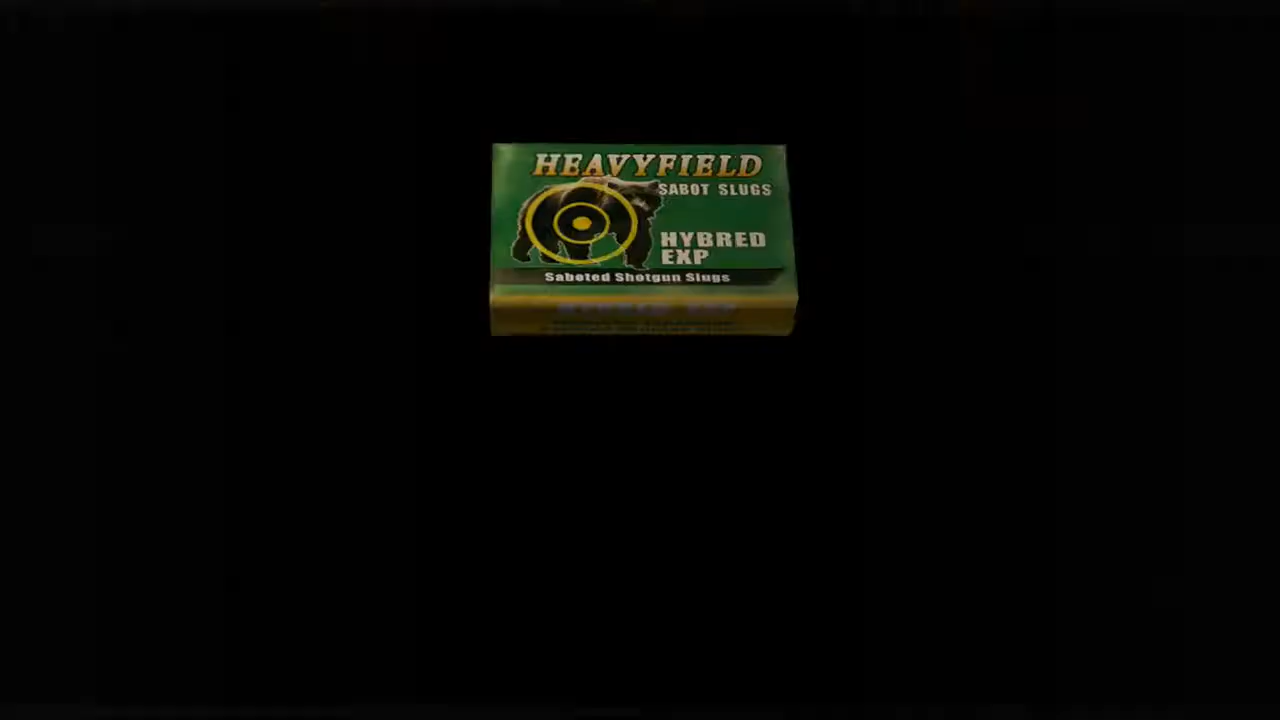 HEAVYFIELD
SABOT SLUGS
HYBRED
EXP
Saboted Shotgun Slugs